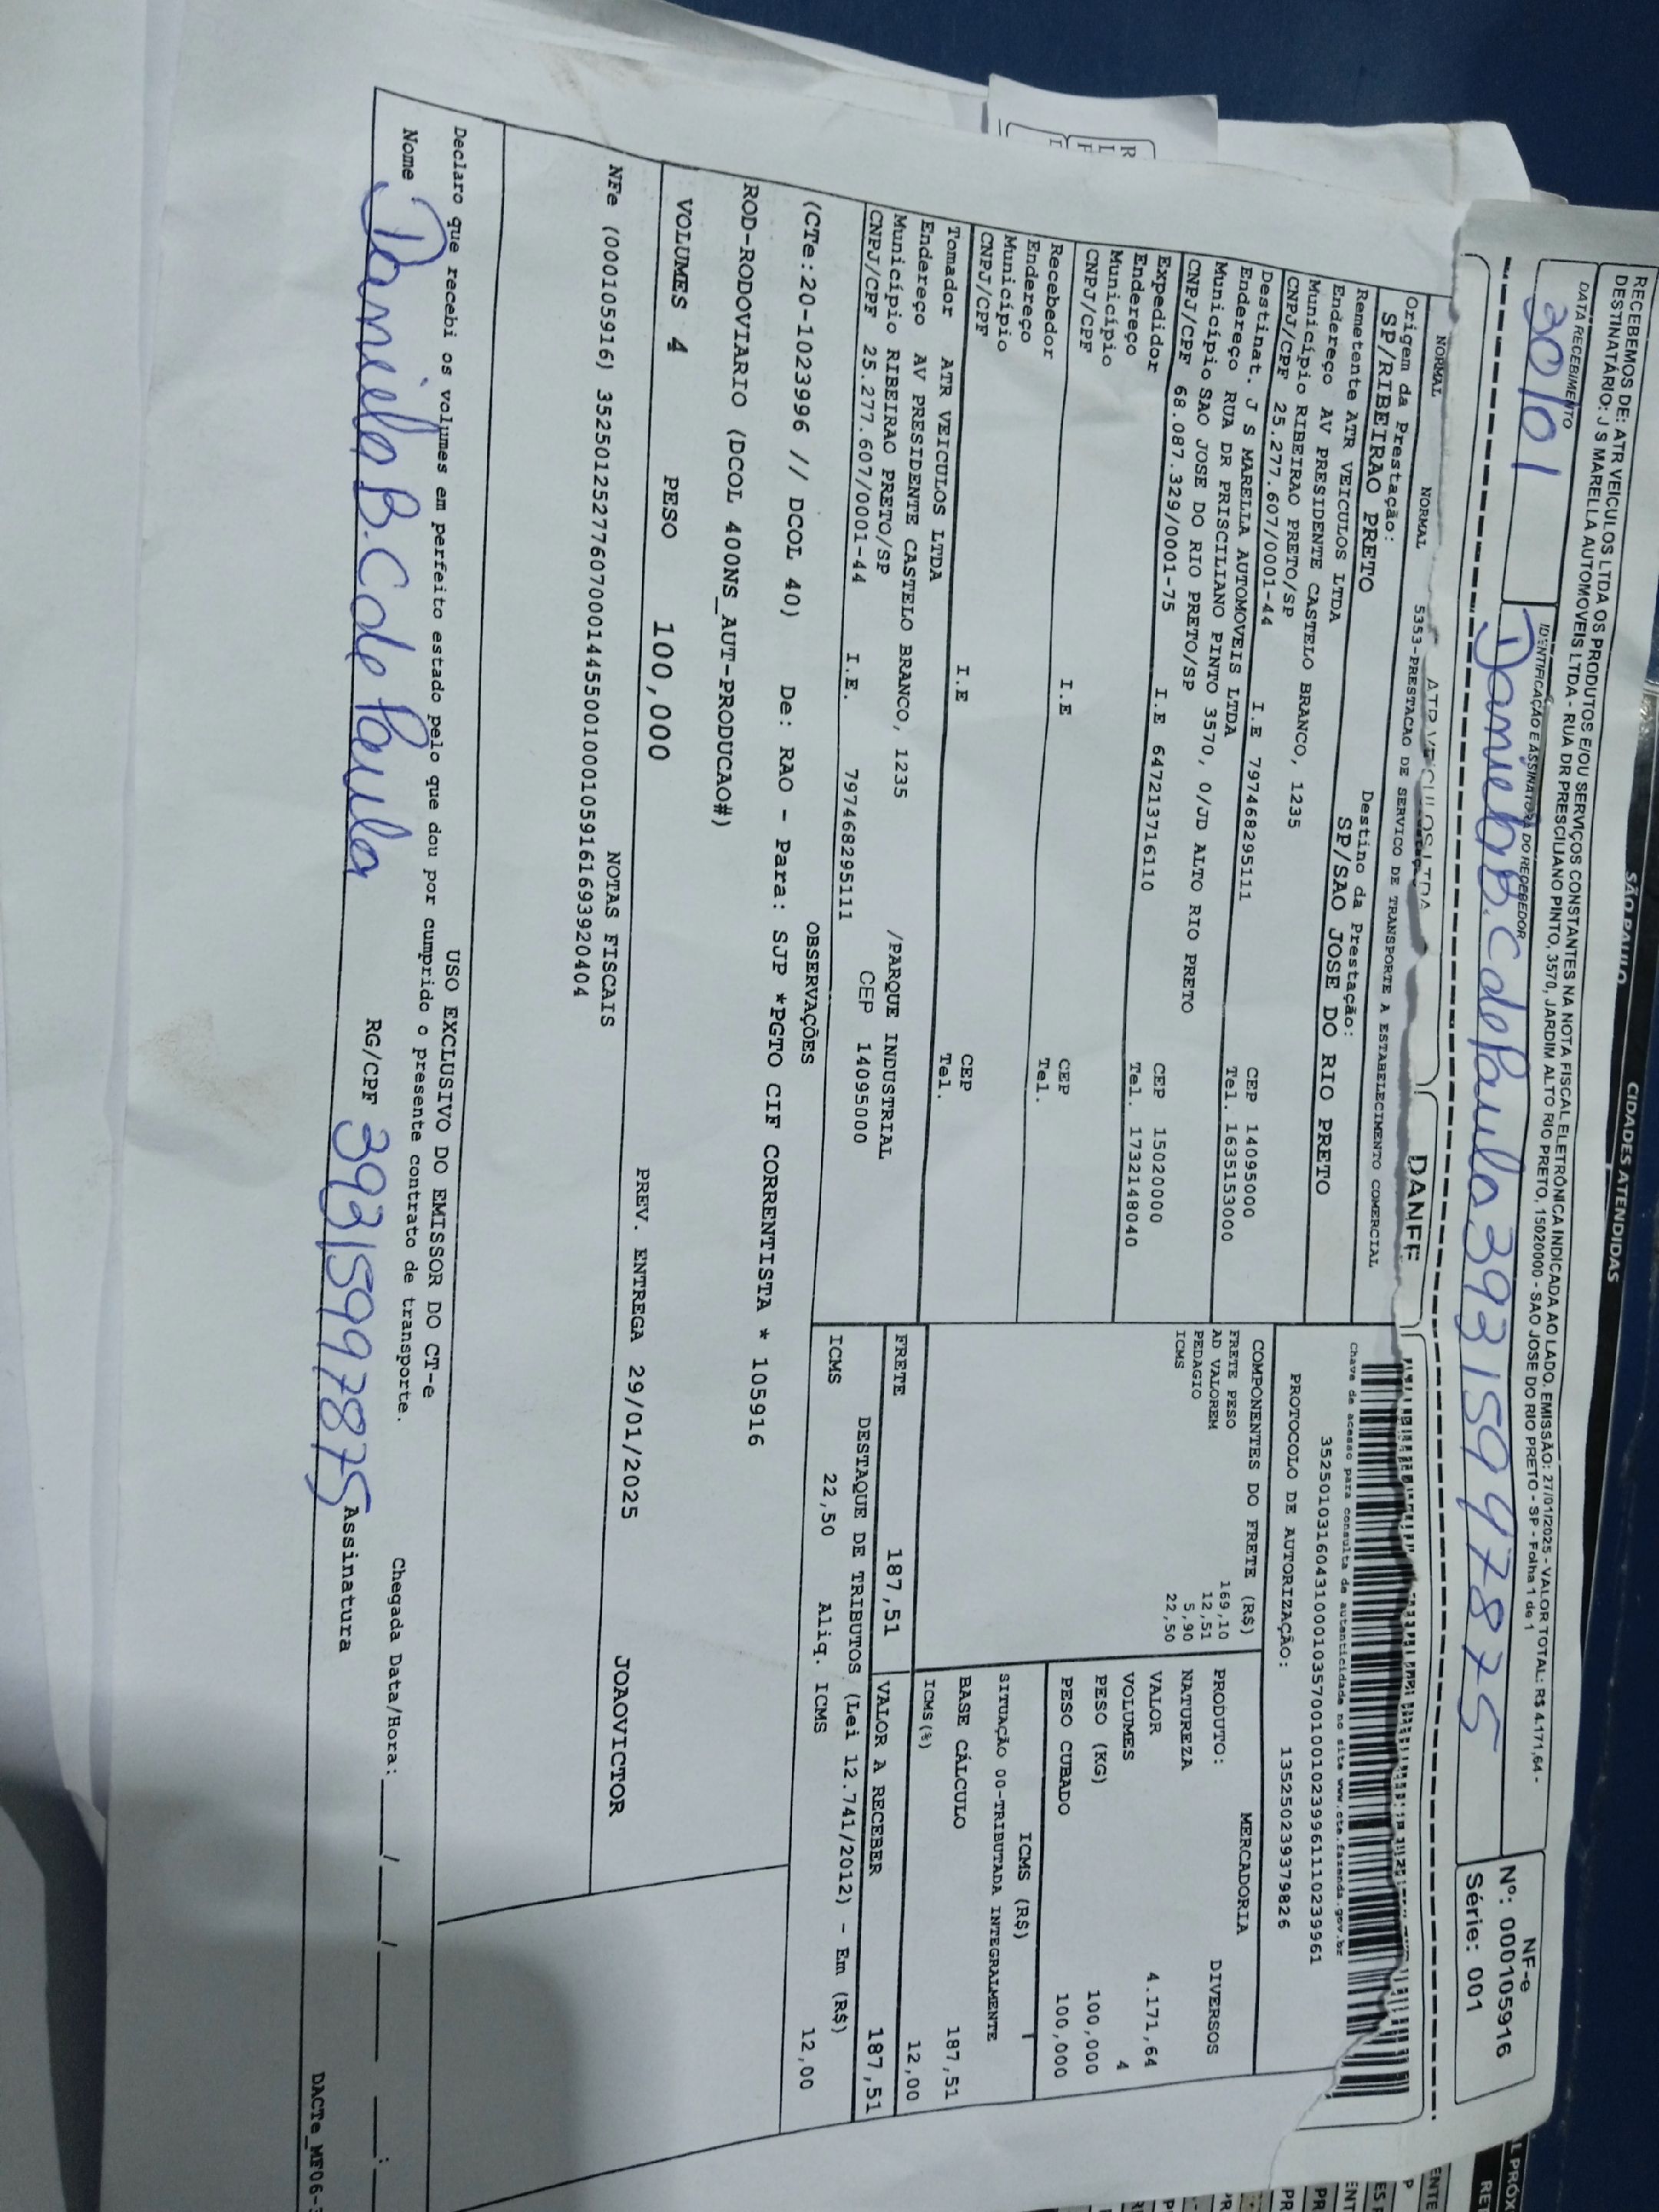 SÃO PAULO
CIDADES ATENDIDAS
RECEBEMOS DE: ATR VEICULOS LTDA OS PRODUTOS E/OU SERVIÇOS CONSTANTES NA NOTA FISCAL ELETRÔNICA INDICADA AO LADO. EMISSÃO: 27/01/2025 - VALOR TOTAL: R$ 4.171,64 -
DESTINATÁRIO: J S MARELLA AUTOMOVEIS LTDA - RUA DR PRESCILIANO PINTO, 3570, JARDIM ALTO RIO PRETO, 15020000 - SAO JOSE DO RIO PRETO - SP - Folha 1 de 1
DATA RECEBIMENTO
IDENTIFICAÇÃO E ASSINATURA DO RECEBEDOR
30/01
Daniela B. C de Paula 39315997875
NF-e
Nº: 000105916
Série: 001
ATR VEICULOS LTDA
DANFE
NORMAL NORMAL 5353-PRESTACAO DE SERVICO DE TRANSPORTE A ESTABELECIMENTO COMERCIAL
Origem da Prestação:
SP/RIBEIRAO PRETO
Destino da Prestação:
SP/SAO JOSE DO RIO PRETO
Chave de acesso para consulta de autenticidade no site www.cte.fazenda.gov.br
PROTOCOLO DE AUTORIZAÇÃO: 135250239379826
Remetente ATR VEICULOS LTDA
Endereço AV PRESIDENTE CASTELO BRANCO, 1235
Município RIBEIRAO PRETO/SP CEP 14095000
CNPJ/CPF 25.277.607/0001-44 I.E 797468295111 Tel. 1635153000
Destinat. J S MARELLA AUTOMOVEIS LTDA
Endereço RUA DR PRISCILIANO PINTO 3570, 0/JD ALTO RIO PRETO
Município SAO JOSE DO RIO PRETO/SP CEP 15020000
CNPJ/CPF 68.087.329/0001-75 I.E 647213716110 Tel. 1732148040
Expedidor
Endereço
Município CEP
CNPJ/CPF I.E Tel.
Recebedor
Endereço
Município CEP
CNPJ/CPF I.E Tel.
Tomador ATR VEICULOS LTDA
Endereço AV PRESIDENTE CASTELO BRANCO, 1235 /PARQUE INDUSTRIAL
Município RIBEIRAO PRETO/SP CEP 14095000
CNPJ/CPF 25.277.607/0001-44 I.E. 797468295111
COMPONENTES DO FRETE (R$)
FRETE PESO 169,10
AD VALOREM 12,51
PEDAGIO 5,90
ICMS 22,50
MERCADORIA
PRODUTO: DIVERSOS
NATUREZA
VALOR 4.171,64
VOLUMES 4
PESO (KG) 100,000
PESO CUBADO 100,000
ICMS (R$)
SITUAÇÃO 00-TRIBUTADA INTEGRALMENTE
BASE CÁLCULO 187,51
ICMS(%) 12,00
FRETE 187,51 VALOR A RECEBER 187,51
DESTAQUE DE TRIBUTOS (Lei 12.741/2012) - Em (R$)
ICMS 22,50 Aliq. ICMS 12,00
OBSERVAÇÕES
(CTe:20-1023996 // DCOL 40) De: RAO - Para: SJP *PGTO CIF CORRENTISTA * 105916
ROD-RODOVIARIO (DCOL 400NS_AUT-PRODUCAO#)
VOLUMES 4 PESO 100,000 PREV. ENTREGA 29/01/2025 JOAOVICTOR
NOTAS FISCAIS
NFe (000105916) 35250125277607000144550010001059161693920404
USO EXCLUSIVO DO EMISSOR DO CT-e
Declaro que recebi os volumes em perfeito estado pelo que dou por cumprido o presente contrato de transporte.
Chegada Data/Hora: / / :
Nome Daniela B. C de Paula RG/CPF 39315997875 Assinatura